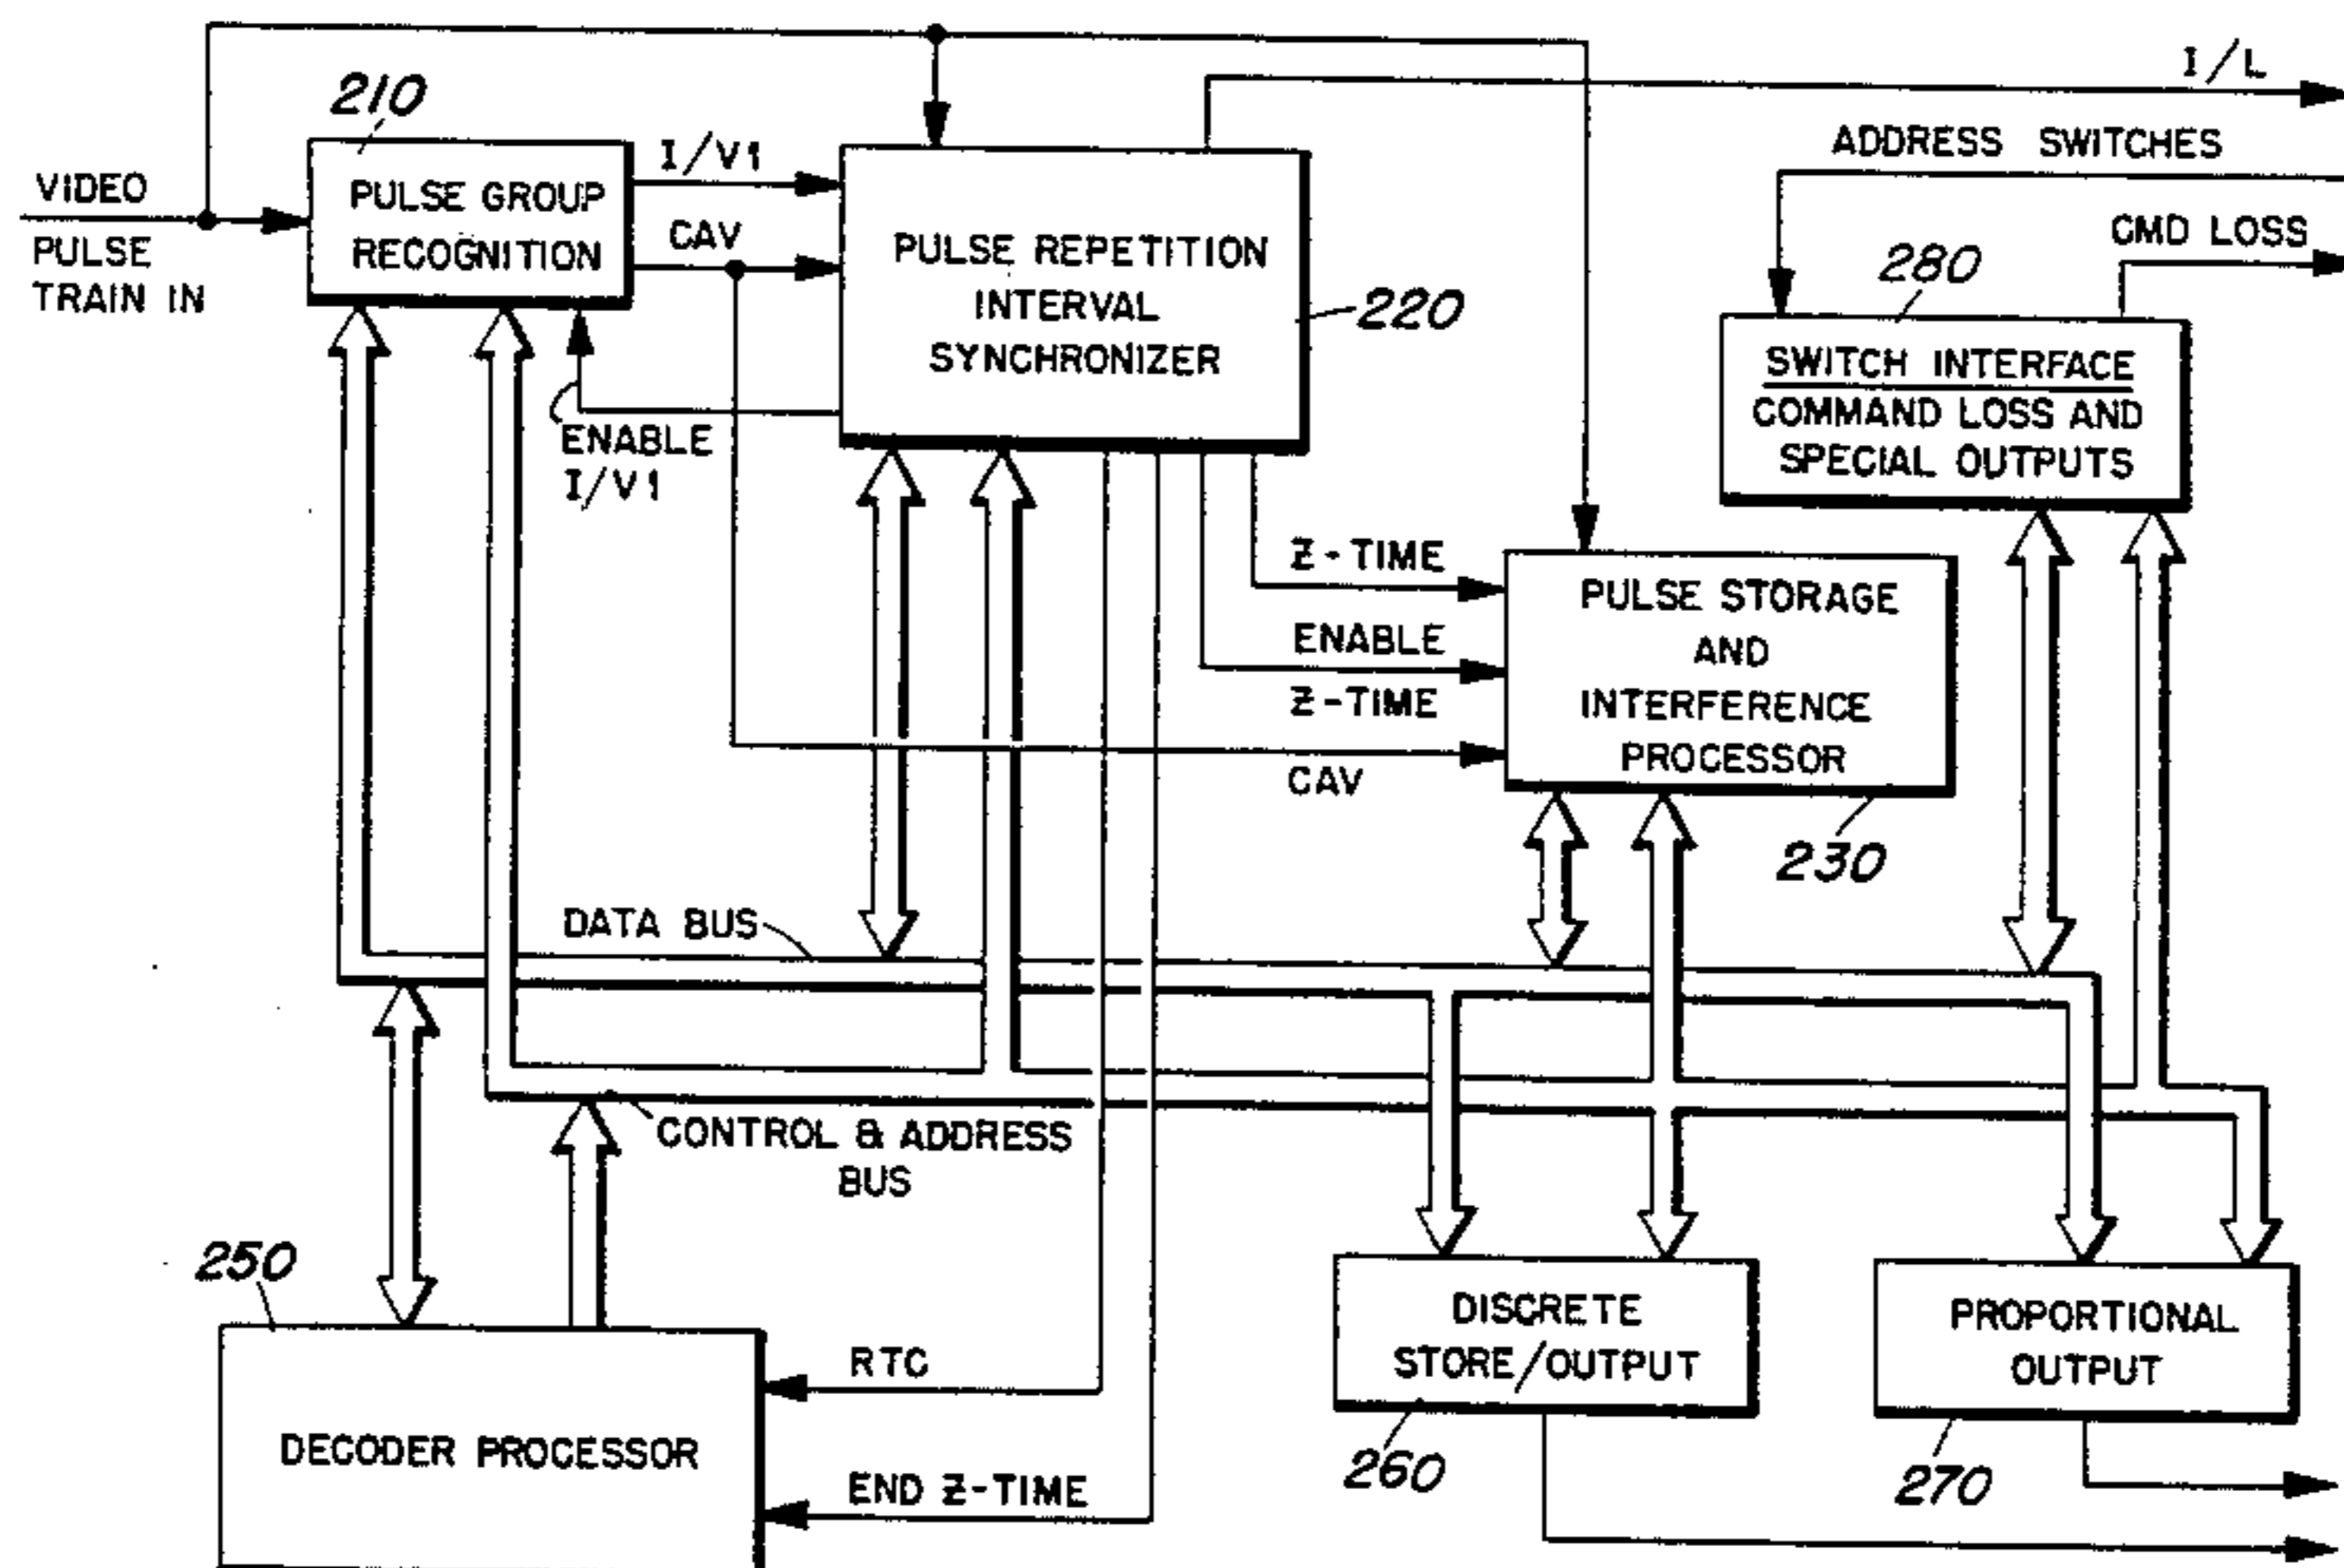 I/L
210
ADDRESS SWITCHES
VIDEO
PULSE
TRAIN IN
PULSE GROUP
RECOGNITION
I/V1
CAV
CMD LOSS
PULSE REPETITION
INTERVAL
SYNCHRONIZER
220
280
SWITCH INTERFACE
COMMAND LOSS AND
SPECIAL OUTPUTS
ENABLE
I/V1
Z-TIME
ENABLE
Z-TIME
CAV
PULSE STORAGE
AND
INTERFERENCE
PROCESSOR
230
DATA BUS
CONTROL & ADDRESS
BUS
250
DECODER PROCESSOR
RTC
END Z-TIME
DISCRETE
STORE/OUTPUT
260
PROPORTIONAL
OUTPUT
270